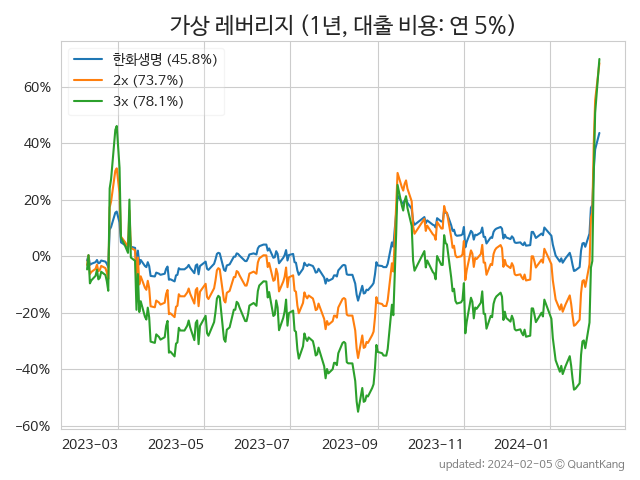 가상 레버리지 (1년, 대출 비용: 연 5%)
한화생명 (45.8%)
2x (73.7%)
3x (78.1%)
60%
40%
20%
0%
−20%
−40%
−60%
2023-03 2023-05 2023-07 2023-09 2023-11 2024-01
updated: 2024-02-05 © QuantKang